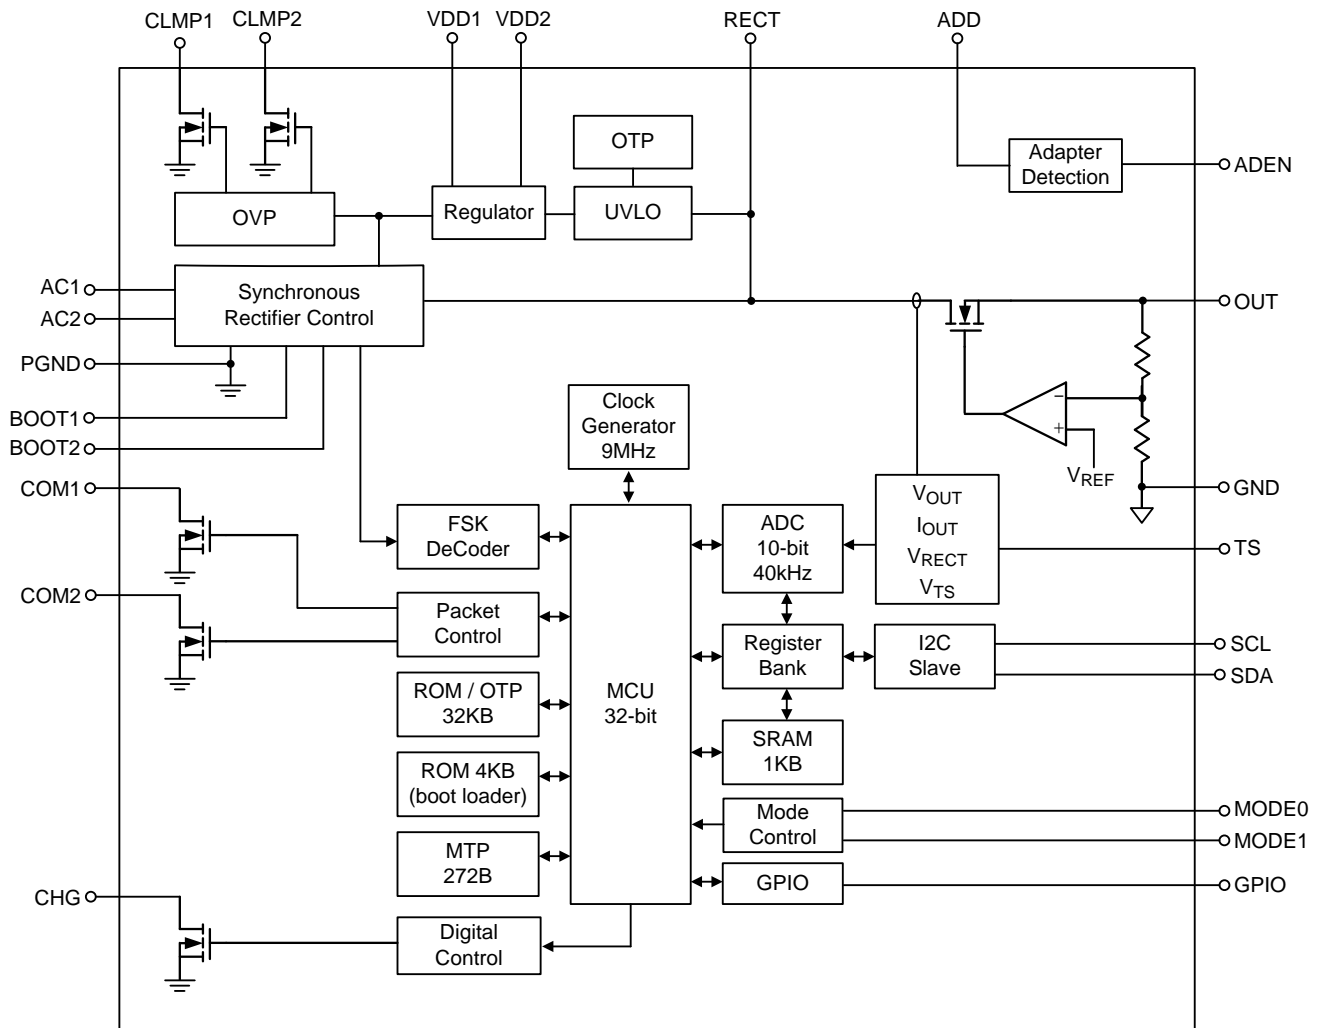 CLMP1
CLMP2
VDD1
VDD2
RECT
ADD
OTP
Adapter
Detection
ADEN
OVP
Regulator
UVLO
AC1
AC2
Synchronous
Rectifier Control
OUT
PGND
BOOT1
BOOT2
Clock
Generator
9MHz
−
+
VREF
COM1
GND
FSK
DeCoder
ADC
10-bit
40kHz
VOUT
IOUT
VRECT
VTS
TS
COM2
Packet
Control
Register
Bank
I2C
Slave
SCL
SDA
MCU
32-bit
ROM / OTP
32KB
SRAM
1KB
ROM 4KB
(boot loader)
Mode
Control
MODE0
MODE1
MTP
272B
GPIO
GPIO
CHG
Digital
Control